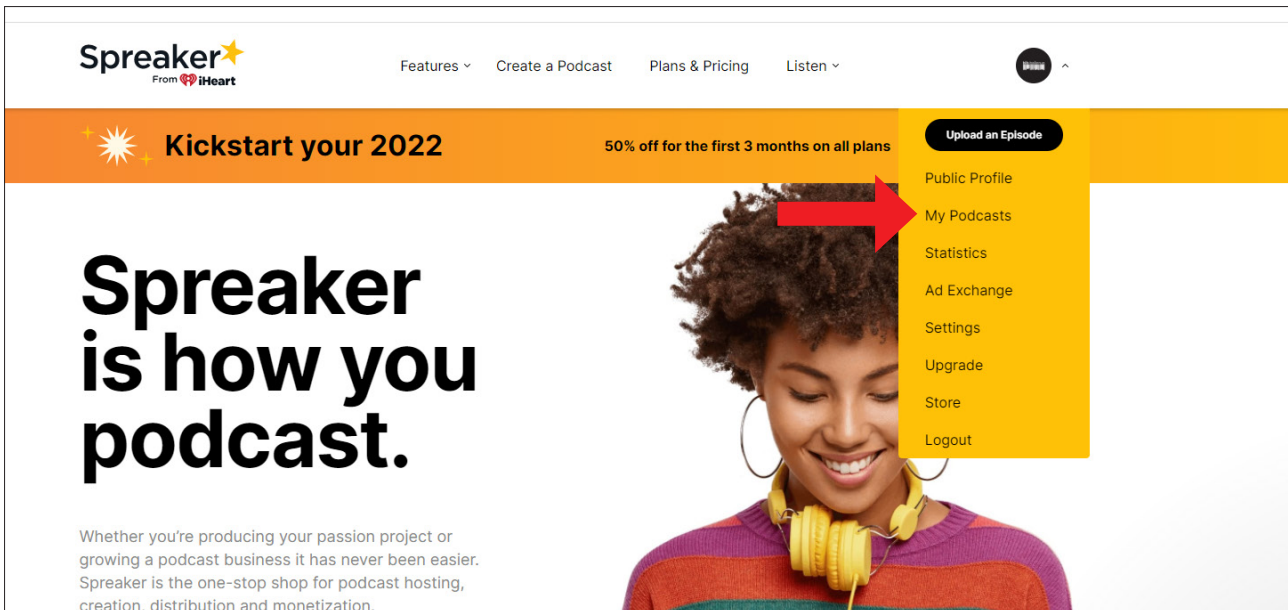 Spreaker
From iHeart
Features
Create a Podcast
Plans & Pricing
Listen
Kickstart your 2022
50% off for the first 3 months on all plans
Upload an Episode
Public Profile
My Podcasts
Statistics
Ad Exchange
Settings
Upgrade
Store
Logout
Spreaker
is how you
podcast.
Whether you’re producing your passion project or
growing a podcast business it has never been easier.
Spreaker is the one-stop shop for podcast hosting,
creation, distribution and monetization.